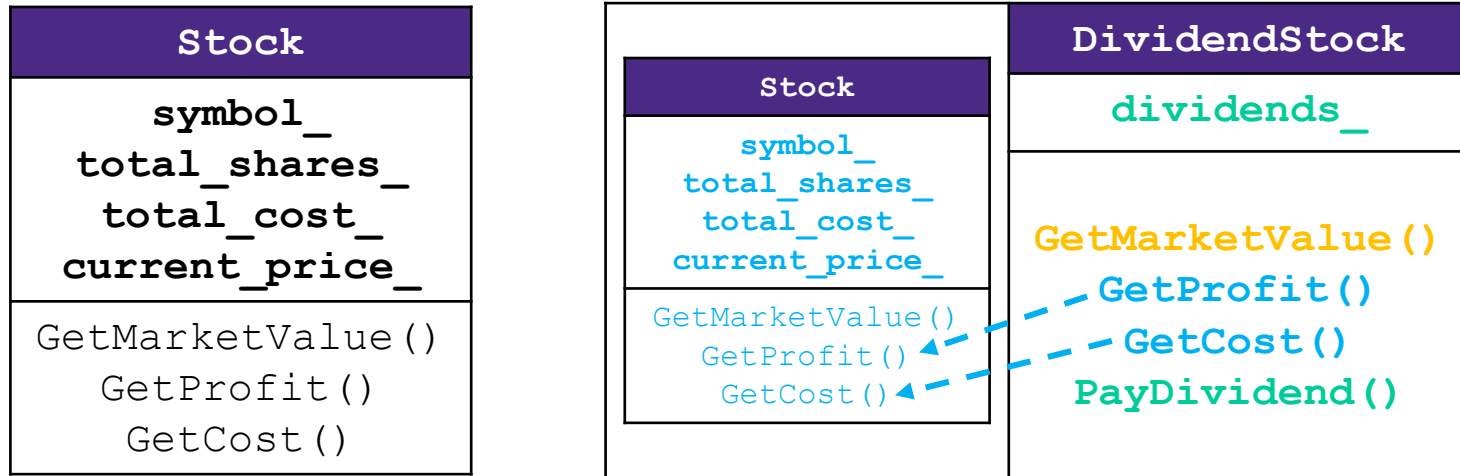 Stock
symbol_
total_shares_
total_cost_
current_price_
GetMarketValue()
GetProfit()
GetCost()
Stock
symbol_
total_shares_
total_cost_
current_price_
GetMarketValue()
GetProfit()
GetCost()
DividendStock
dividends_
GetMarketValue()
GetProfit()
GetCost()
PayDividend()